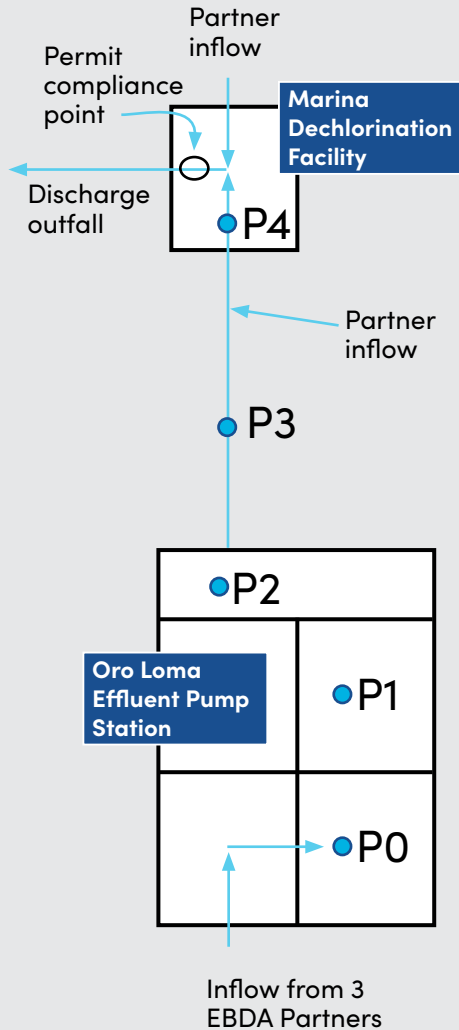 Partner
inflow
Permit
compliance
point
Marina
Dechlorination
Facility
Discharge
outfall
P4
Partner
inflow
P3
P2
Oro Loma
Effluent Pump
Station
P1
P0
Inflow from 3
EBDA Partners